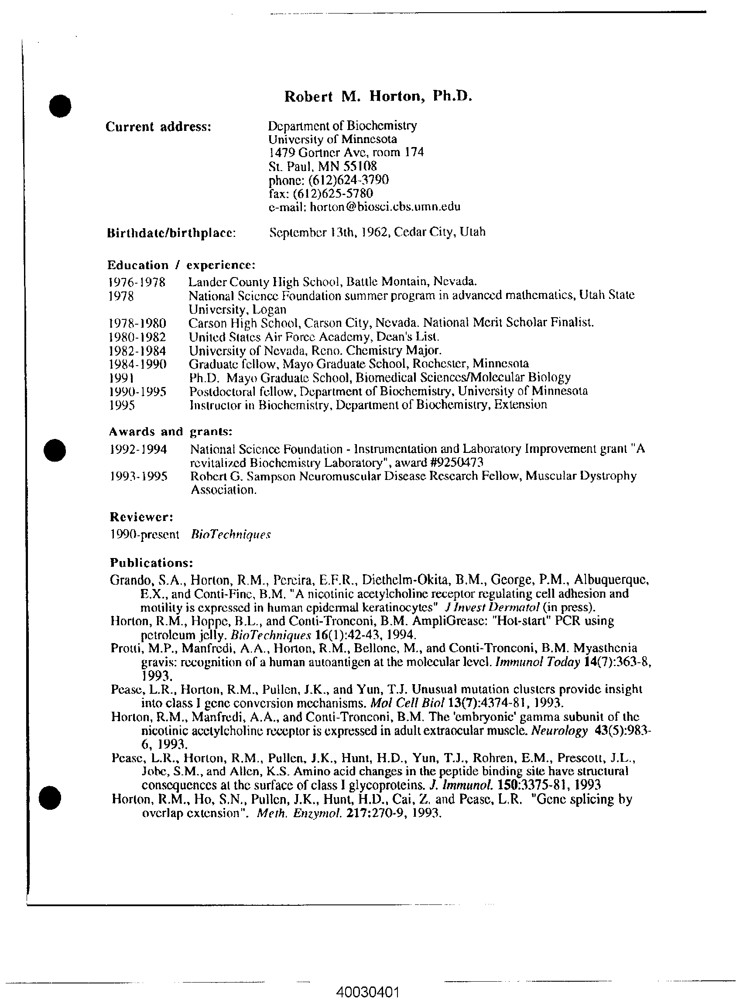 Robert M. Horton, Ph.D.
Current address: Department of Biochemistry
University of Minnesota
1479 Gortner Ave, room 174
St. Paul, MN 55108
phone: (612)624-3790
fax: (612)625-5780
e-mail: horton@biosci.cbs.umn.edu
Birthdate/birthplace: September 13th, 1962, Cedar City, Utah
Education / experience:
1976-1978 Lander County High School, Battle Montain, Nevada.
1978 National Science Foundation summer program in advanced mathematics, Utah State
University, Logan
1978-1980 Carson High School, Carson City, Nevada. National Merit Scholar Finalist.
1980-1982 United States Air Force Academy, Dean's List.
1982-1984 University of Nevada, Reno. Chemistry Major.
1984-1990 Graduate fellow, Mayo Graduate School, Rochester, Minnesota
1991 Ph.D. Mayo Graduate School, Biomedical Sciences/Molecular Biology
1990-1995 Postdoctoral fellow, Department of Biochemistry, University of Minnesota
1995 Instructor in Biochemistry, Department of Biochemistry, Extension
Awards and grants:
1992-1994 National Science Foundation - Instrumentation and Laboratory Improvement grant "A
revitalized Biochemistry Laboratory", award #9250473
1993-1995 Robert G. Sampson Neuromuscular Disease Research Fellow, Muscular Dystrophy
Association.
Reviewer:
1990-present BioTechniques
Publications:
Grando, S.A., Horton, R.M., Pereira, E.F.R., Diethelm-Okita, B.M., George, P.M., Albuquerque,
E.X., and Conti-Fine, B.M. "A nicotinic acetylcholine receptor regulating cell adhesion and
motility is expressed in human epidermal keratinocytes" J Invest Dermatol (in press).
Horton, R.M., Hoppe, B.L., and Conti-Tronconi, B.M. AmpliGrease: "Hot-start" PCR using
petroleum jelly. BioTechniques 16(1):42-43, 1994.
Protti, M.P., Manfredi, A.A., Horton, R.M., Bellone, M., and Conti-Tronconi, B.M. Myasthenia
gravis: recognition of a human autoantigen at the molecular level. Immunol Today 14(7):363-8,
1993.
Pease, L.R., Horton, R.M., Pullen, J.K., and Yun, T.J. Unusual mutation clusters provide insight
into class I gene conversion mechanisms. Mol Cell Biol 13(7):4374-81, 1993.
Horton, R.M., Manfredi, A.A., and Conti-Tronconi, B.M. The 'embryonic' gamma subunit of the
nicotinic acetylcholine receptor is expressed in adult extraocular muscle. Neurology 43(5):983-
6, 1993.
Pease, L.R., Horton, R.M., Pullen, J.K., Hunt, H.D., Yun, T.J., Rohren, E.M., Prescott, J.L.,
Jobe, S.M., and Allen, K.S. Amino acid changes in the peptide binding site have structural
consequences at the surface of class I glycoproteins. J. Immunol. 150:3375-81, 1993
Horton, R.M., Ho, S.N., Pullen, J.K., Hunt, H.D., Cai, Z. and Pease, L.R. "Gene splicing by
overlap extension". Meth. Enzymol. 217:270-9, 1993.
40030401